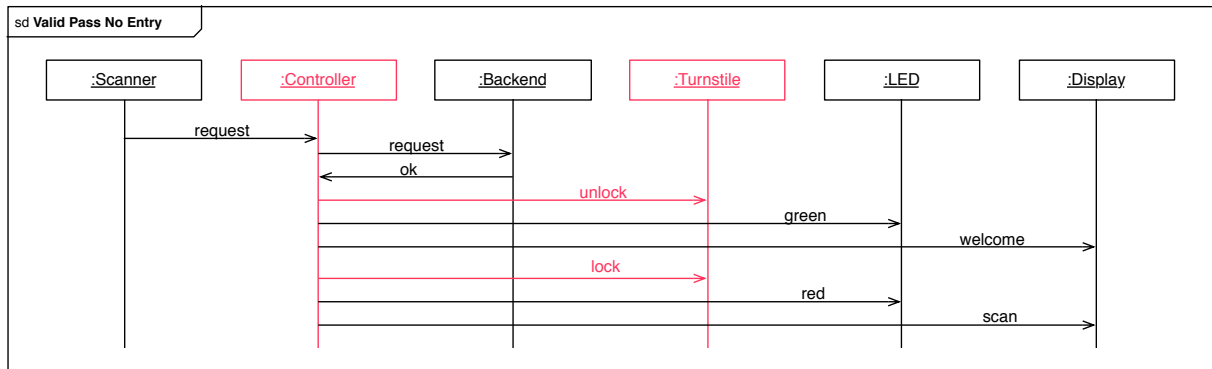 sd Valid Pass No Entry
:Scanner :Controller :Backend :Turnstile :LED :Display
request
request
ok
unlock
green
welcome
lock
red
scan